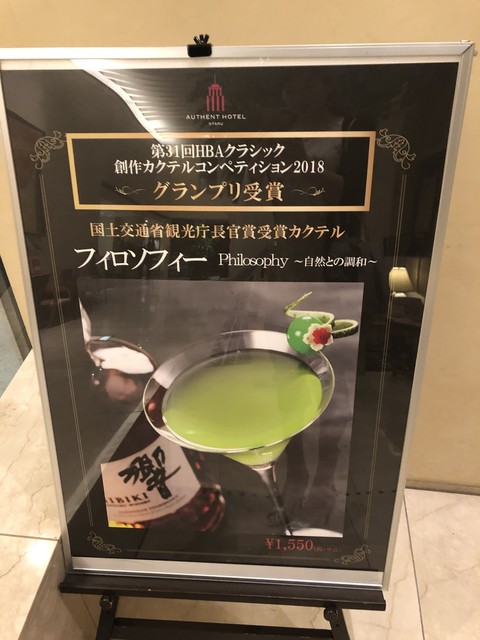 AUTHENT HOTEL
OTARU
第31回HBAクラシック
創作カクテルコンペティション2018
グランプリ受賞
国土交通省観光庁長官賞受賞カクテル
フィロソフィー Philosophy ～自然との調和～
響
HIBIKI
¥1,550